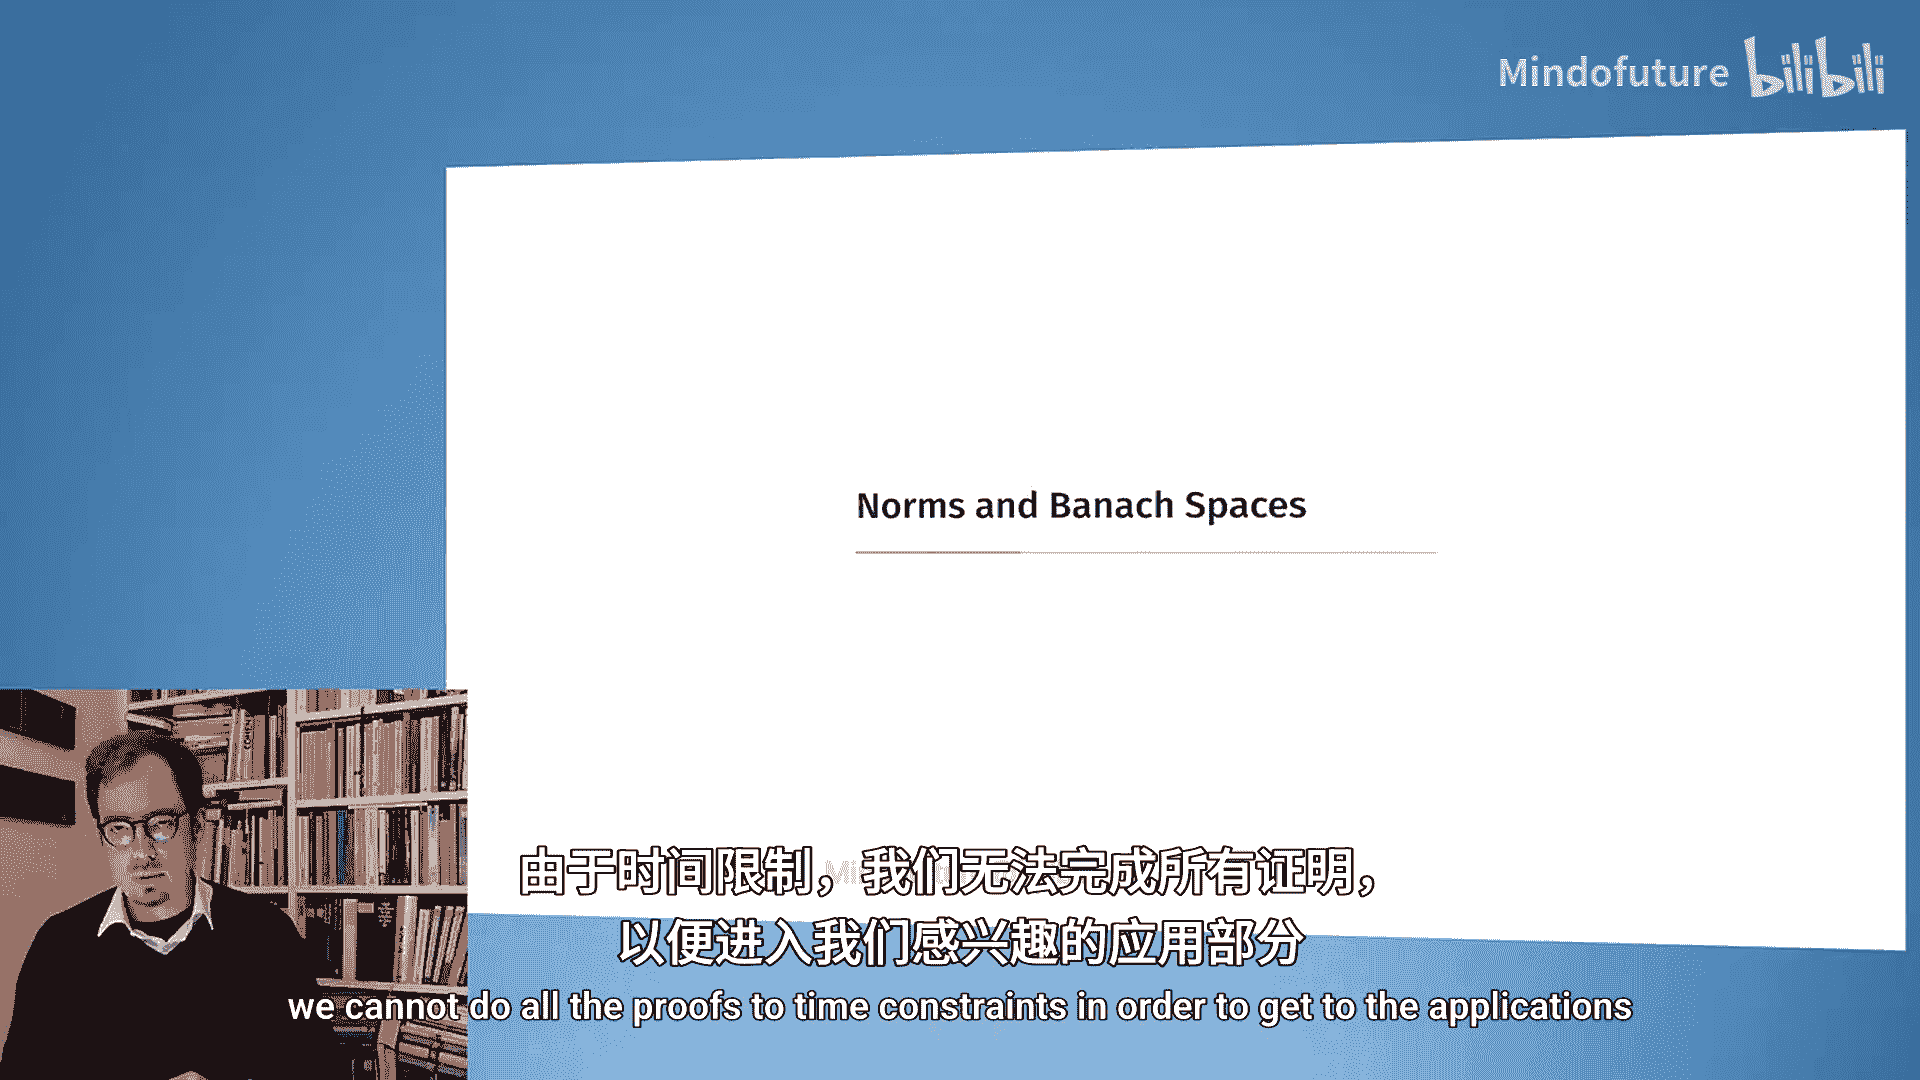 Mindofuture bilibili
Norms and Banach Spaces
由于时间限制，我们无法完成所有证明，
以便进入我们感兴趣的应用部分
we cannot do all the proofs to time constraints in order to get to the applications